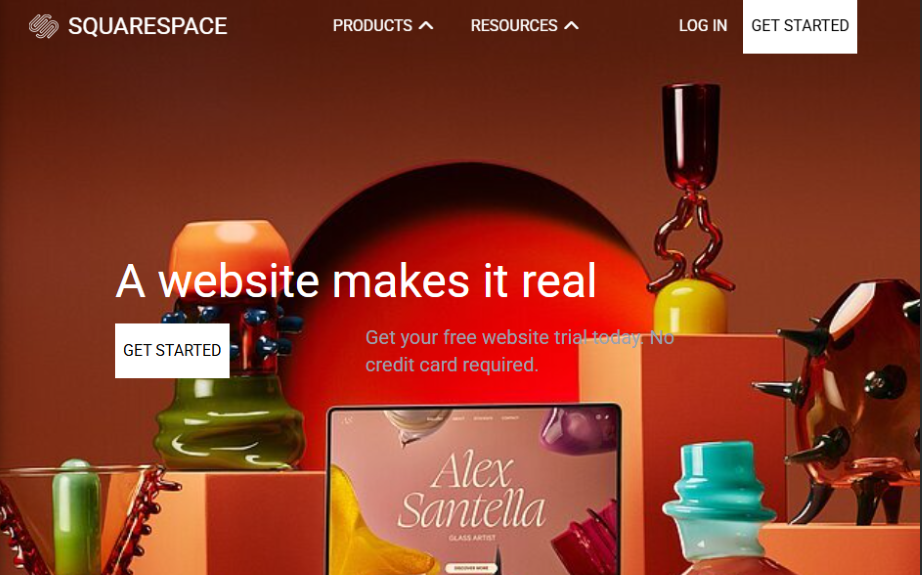 SQUARESPACE
PRODUCTS
RESOURCES
LOG IN
GET STARTED
A website makes it real
GET STARTED
Get your free website trial today. No
credit card required.
Alex
Santella
GLASS ARTIST
DISCOVER MORE